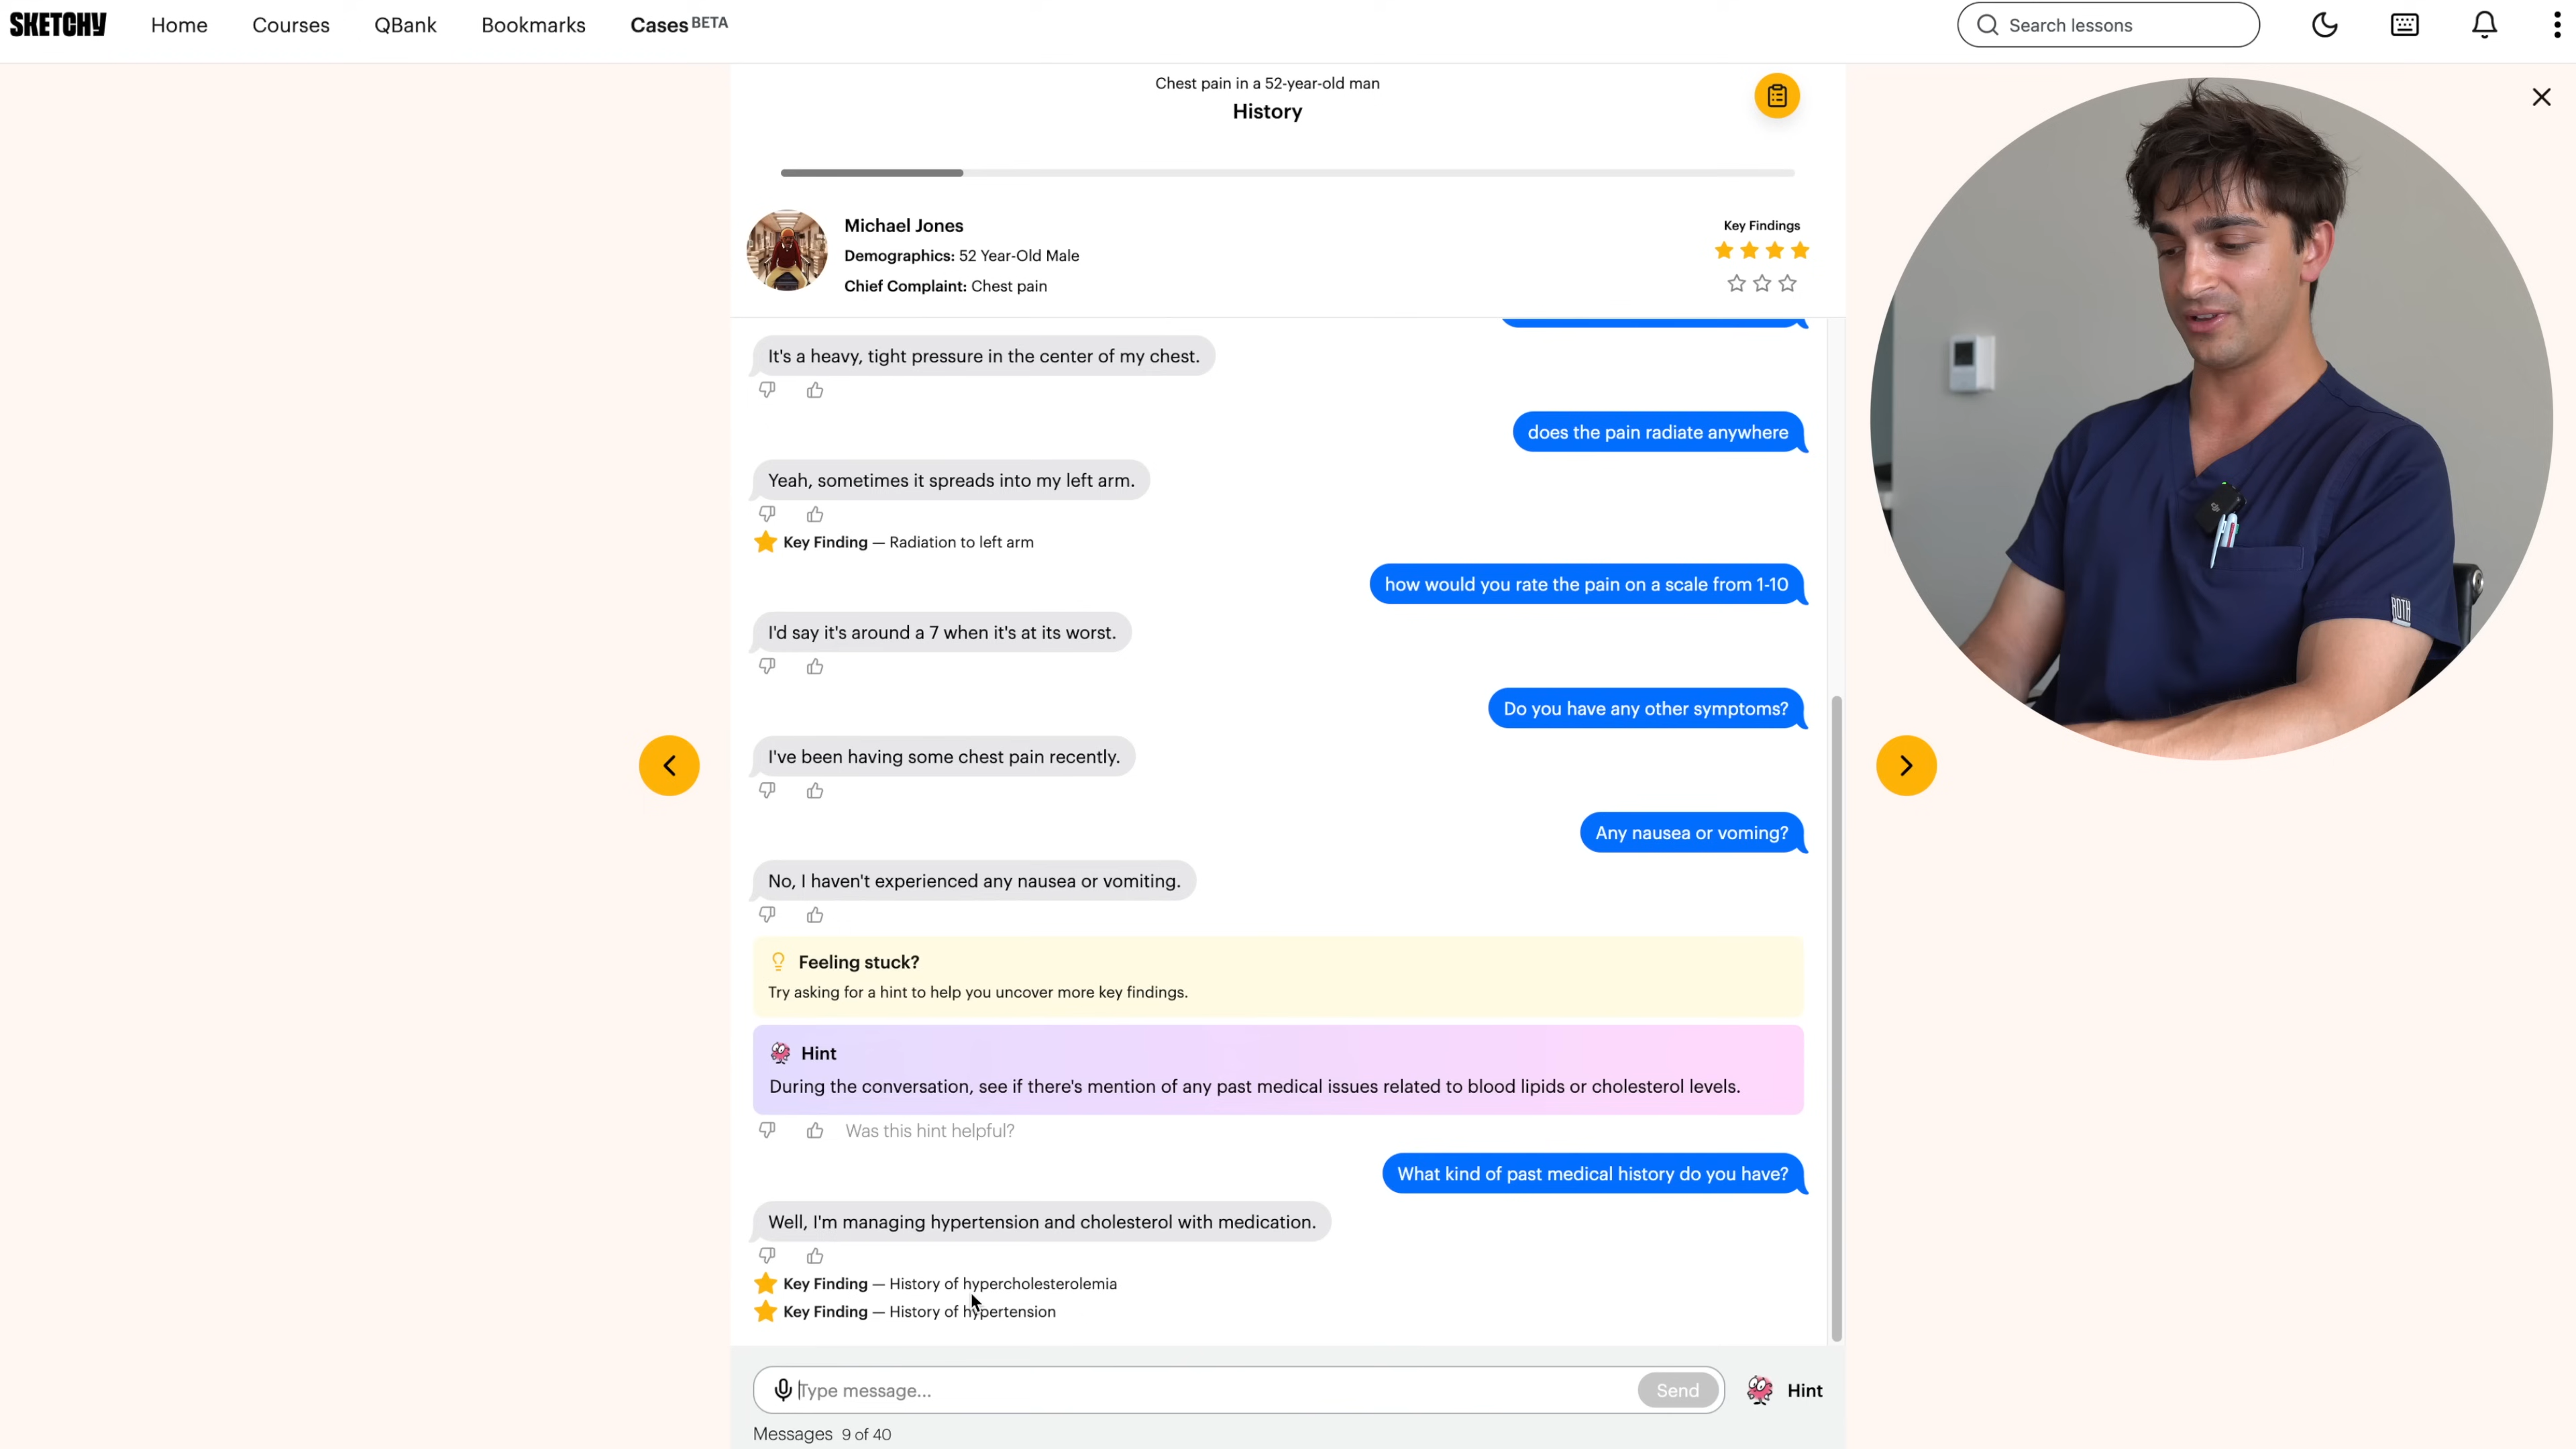 SKETCHY
Home
Courses
QBank
Bookmarks
Cases BETA
Search lessons
Chest pain in a 52-year-old man
History
Michael Jones
Demographics: 52 Year-Old Male
Chief Complaint: Chest pain
Key Findings
It's a heavy, tight pressure in the center of my chest.
does the pain radiate anywhere
Yeah, sometimes it spreads into my left arm.
Key Finding — Radiation to left arm
how would you rate the pain on a scale from 1-10
I'd say it's around a 7 when it's at its worst.
Do you have any other symptoms?
I've been having some chest pain recently.
Any nausea or voming?
No, I haven't experienced any nausea or vomiting.
Feeling stuck?
Try asking for a hint to help you uncover more key findings.
Hint
During the conversation, see if there's mention of any past medical issues related to blood lipids or cholesterol levels.
Was this hint helpful?
What kind of past medical history do you have?
Well, I'm managing hypertension and cholesterol with medication.
Key Finding — History of hypercholesterolemia
Key Finding — History of hypertension
Type message...
Send
Hint
Messages 9 of 40